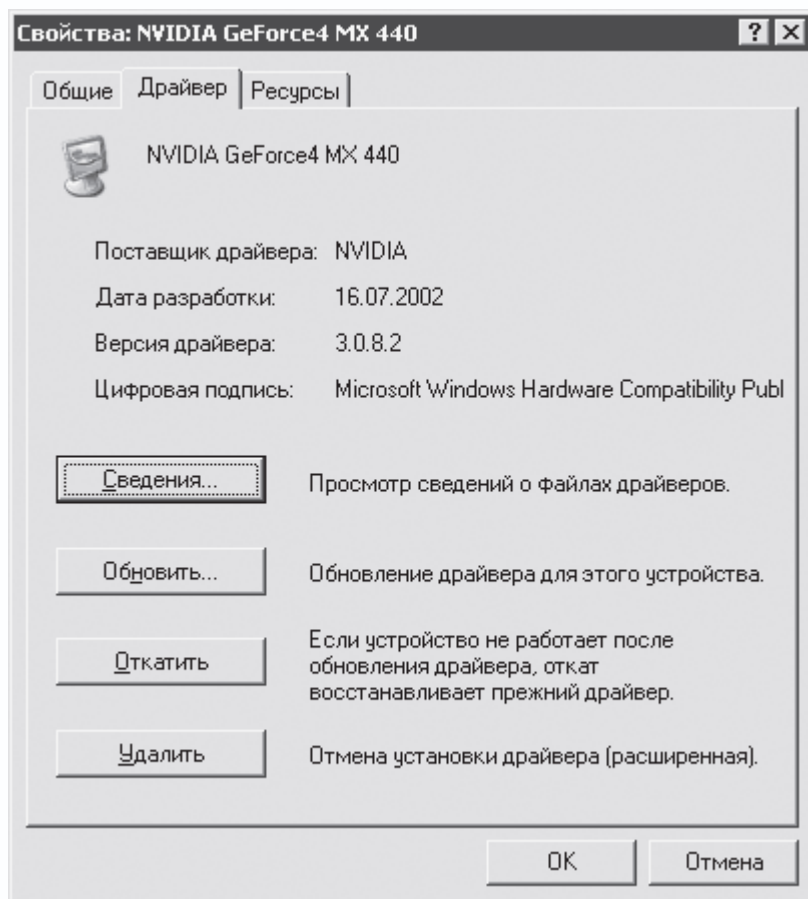 Свойства: NVIDIA GeForce4 MX 440
Общие Драйвер Ресурсы
NVIDIA GeForce4 MX 440
Поставщик драйвера: NVIDIA
Дата разработки: 16.07.2002
Версия драйвера: 3.0.8.2
Цифровая подпись: Microsoft Windows Hardware Compatibility Publ
Сведения... Просмотр сведений о файлах драйверов.
Обновить... Обновление драйвера для этого устройства.
Откатить Если устройство не работает после
обновления драйвера, откат
восстанавливает прежний драйвер.
Удалить Отмена установки драйвера (расширенная).
OK Отмена